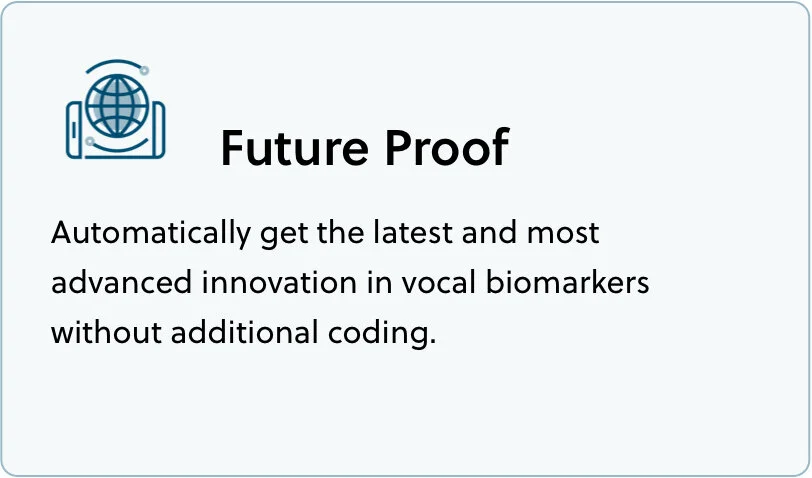 Future Proof
Automatically get the latest and most
advanced innovation in vocal biomarkers
without additional coding.